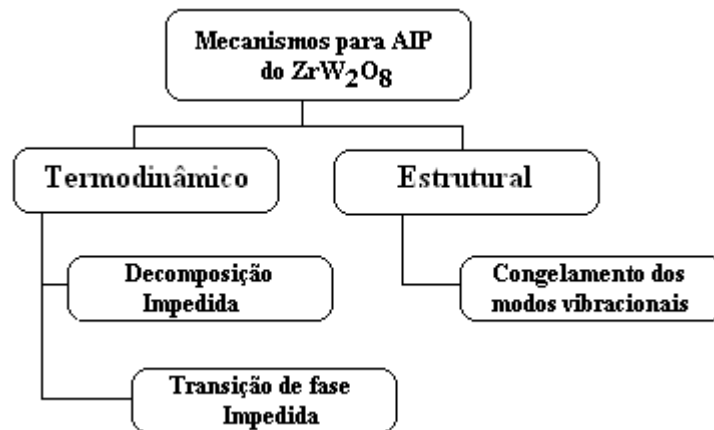 Mecanismos para AIP
do ZrW₂O₈
Termodinâmico
Estrutural
Decomposição
Impedida
Congelamento dos
modos vibracionais
Transição de fase
Impedida